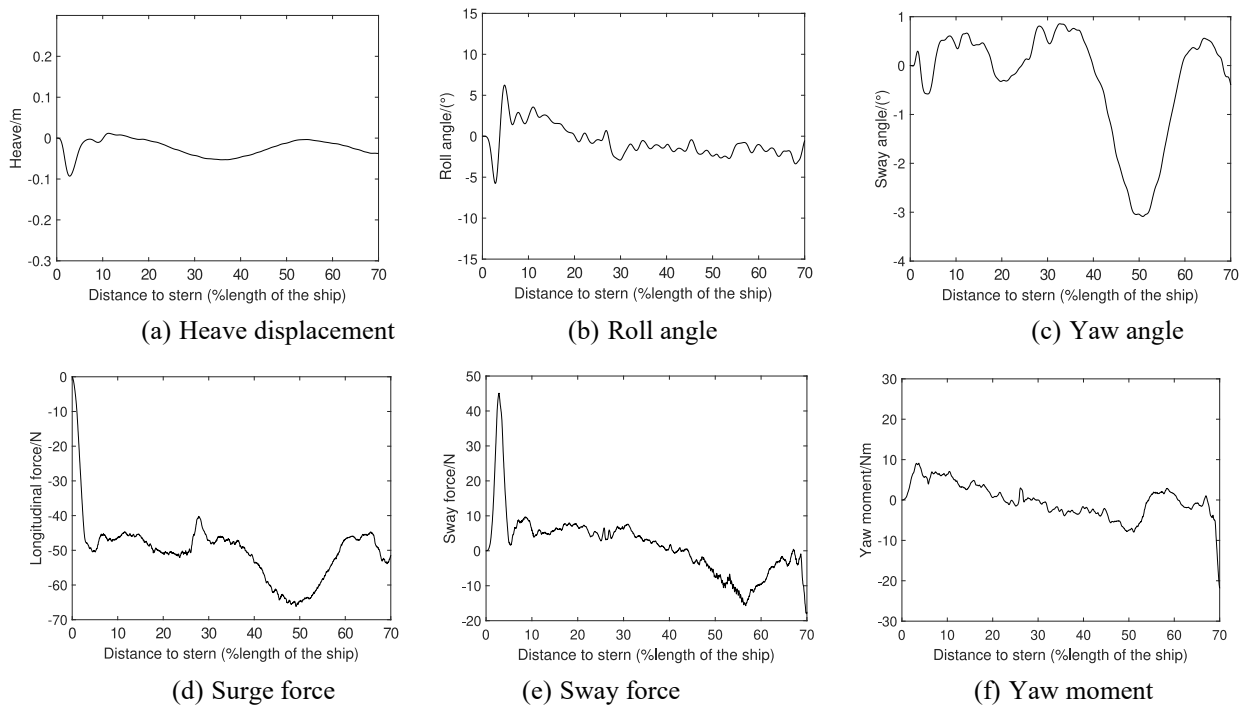 0.3
0.2
0.1
0
-0.1
-0.2
-0.3
Heave/m
0 10 20 30 40 50 60 70
Distance to stern (%length of the ship)
(a) Heave displacement
15
10
5
0
-5
-10
-15
Roll angle/(°)
0 10 20 30 40 50 60 70
Distance to stern (%length of the ship)
(b) Roll angle
1
0
-1
-2
-3
-4
Sway angle/(°)
0 10 20 30 40 50 60 70
Distance to stern (%length of the ship)
(c) Yaw angle
0
-10
-20
-30
-40
-50
-60
-70
Longitudinal force/N
0 10 20 30 40 50 60 70
Distance to stern (%length of the ship)
(d) Surge force
50
40
30
20
10
0
-10
-20
Sway force/N
0 10 20 30 40 50 60 70
Distance to stern (%length of the ship)
(e) Sway force
30
20
10
0
-10
-20
-30
Yaw moment/Nm
0 10 20 30 40 50 60 70
Distance to stern (%length of the ship)
(f) Yaw moment